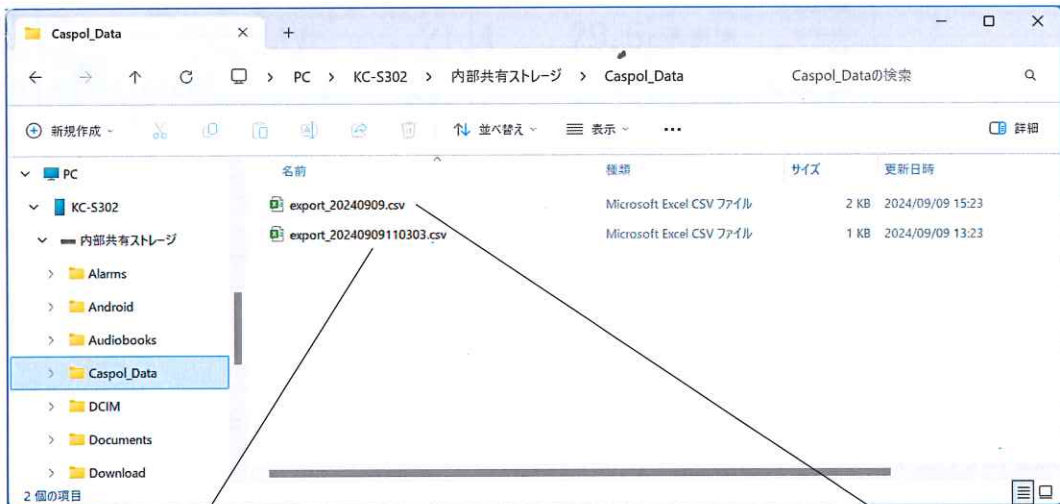 Caspol_Data
PC > KC-S302 > 内部共有ストレージ > Caspol_Data
Caspol_Dataの検索
新規作成
並べ替え
表示
...
詳細
PC
KC-S302
内部共有ストレージ
Alarms
Android
Audiobooks
Caspol_Data
DCIM
Documents
Download
名前 種類 サイズ 更新日時
export_20240909.csv Microsoft Excel CSV ファイル 2 KB 2024/09/09 15:23
export_20240909110303.csv Microsoft Excel CSV ファイル 1 KB 2024/09/09 13:23
2 個の項目